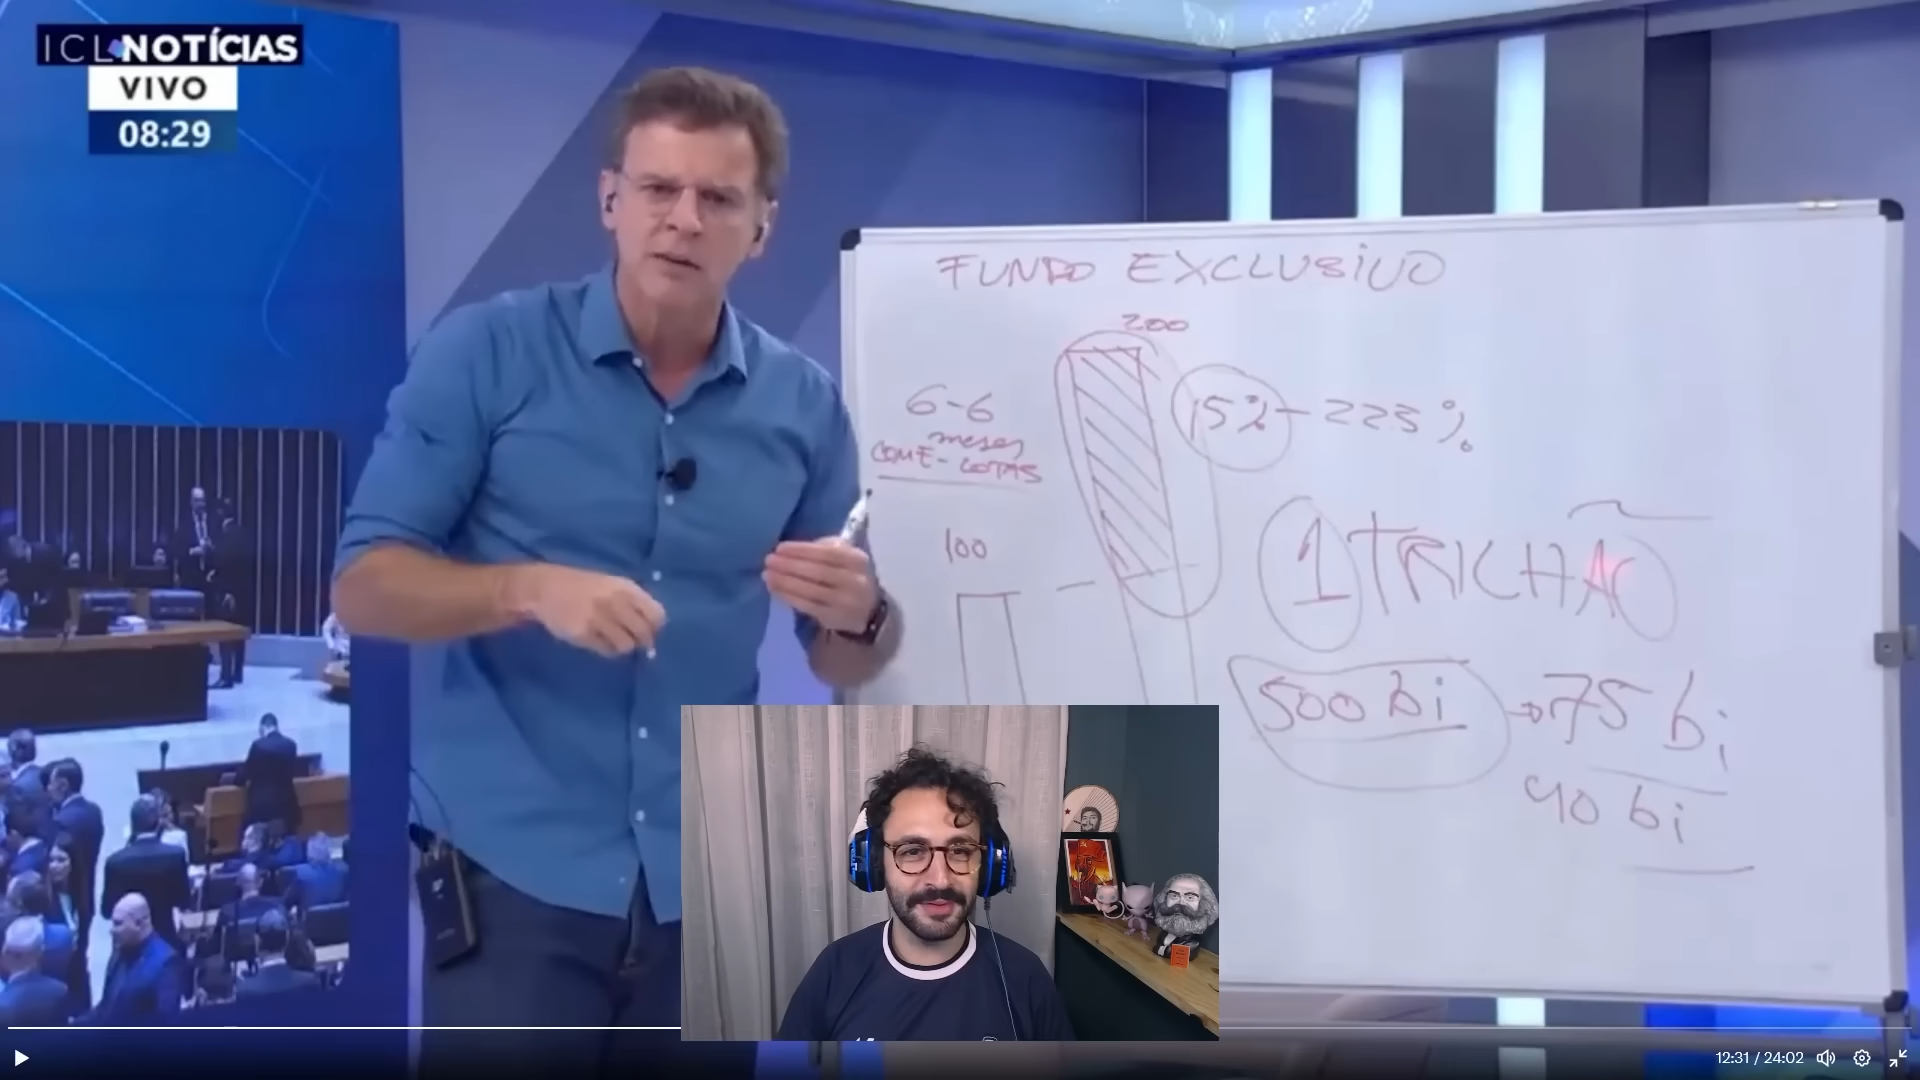 ICL NOTÍCIAS
VIVO
08:29
FUNDO EXCLUSIVO
200
6-6
meses
COME-COTAS
15% - 22,5%
100
1 TRILHÃO
500 bi → 75 bi
40 bi
12:31 / 24:02